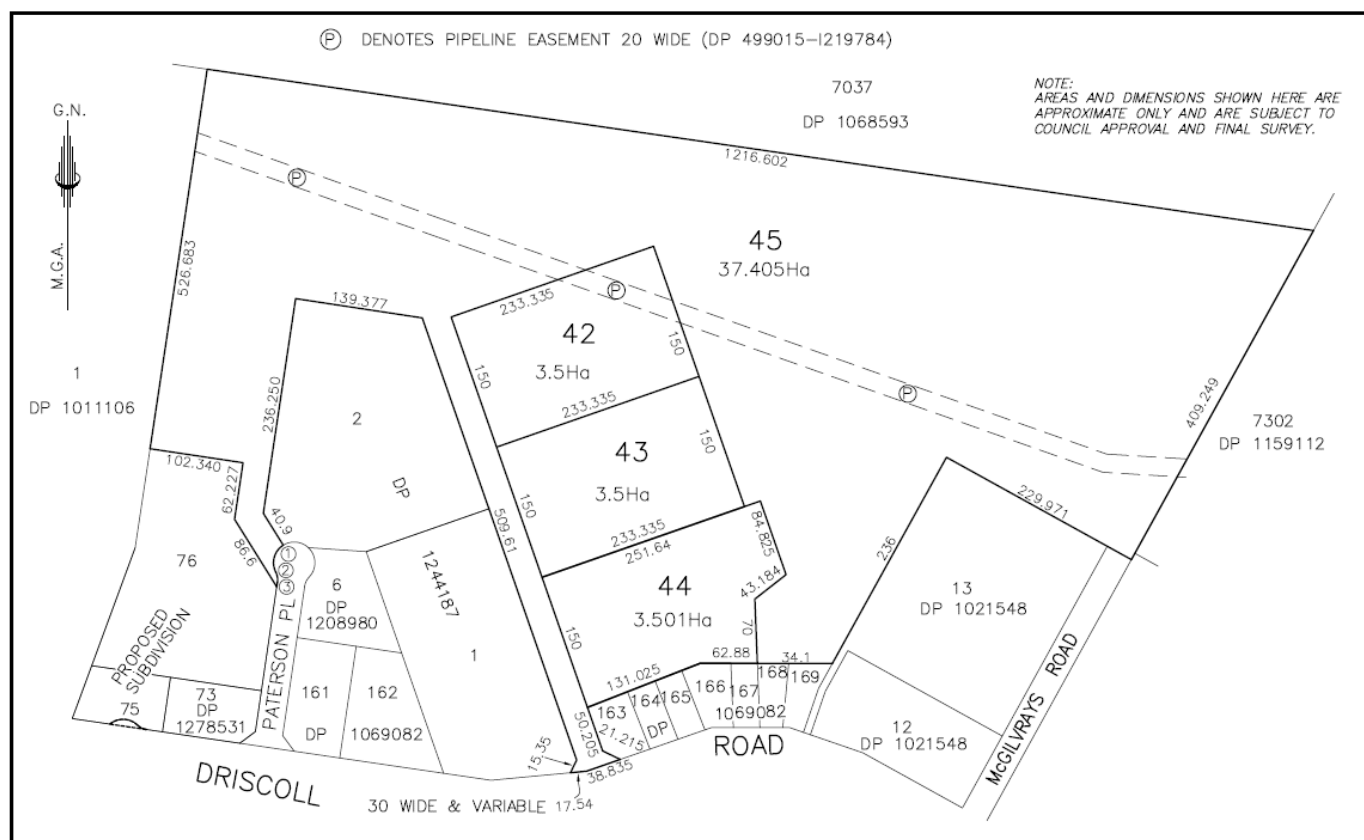 Ⓟ DENOTES PIPELINE EASEMENT 20 WIDE (DP 499015-I219784)
NOTE:
AREAS AND DIMENSIONS SHOWN HERE ARE
APPROXIMATE ONLY AND ARE SUBJECT TO
COUNCIL APPROVAL AND FINAL SURVEY.
G.N.
M.G.A.
7037
DP 1068593
1216.602
P
45
37.405Ha
526.683
139.377
233.335
P
42
3.5Ha
150
150
1
DP 1011106
236.250
2
DP
233.335
P
409.249
7302
DP 1159112
43
3.5Ha
150
150
102.340
62.227
40.9
86.6
509.61
233.335
251.64
84.825
229.971
236
76
1
2
3
6
DP
1208980
1244187
1
44
3.501Ha
43.184
70
150
13
DP 1021548
PROPOSED
SUBDIVISION
PATERSON PL
62.88
34.1
131.025
73
DP
1278531
75
161
DP
162
1069082
163
164
165
166
167
168
169
DP
1069082
50.205
21.215
15.35
38.835
17.54
12
DP 1021548
McGILVRAYS ROAD
DRISCOLL
ROAD
30 WIDE & VARIABLE